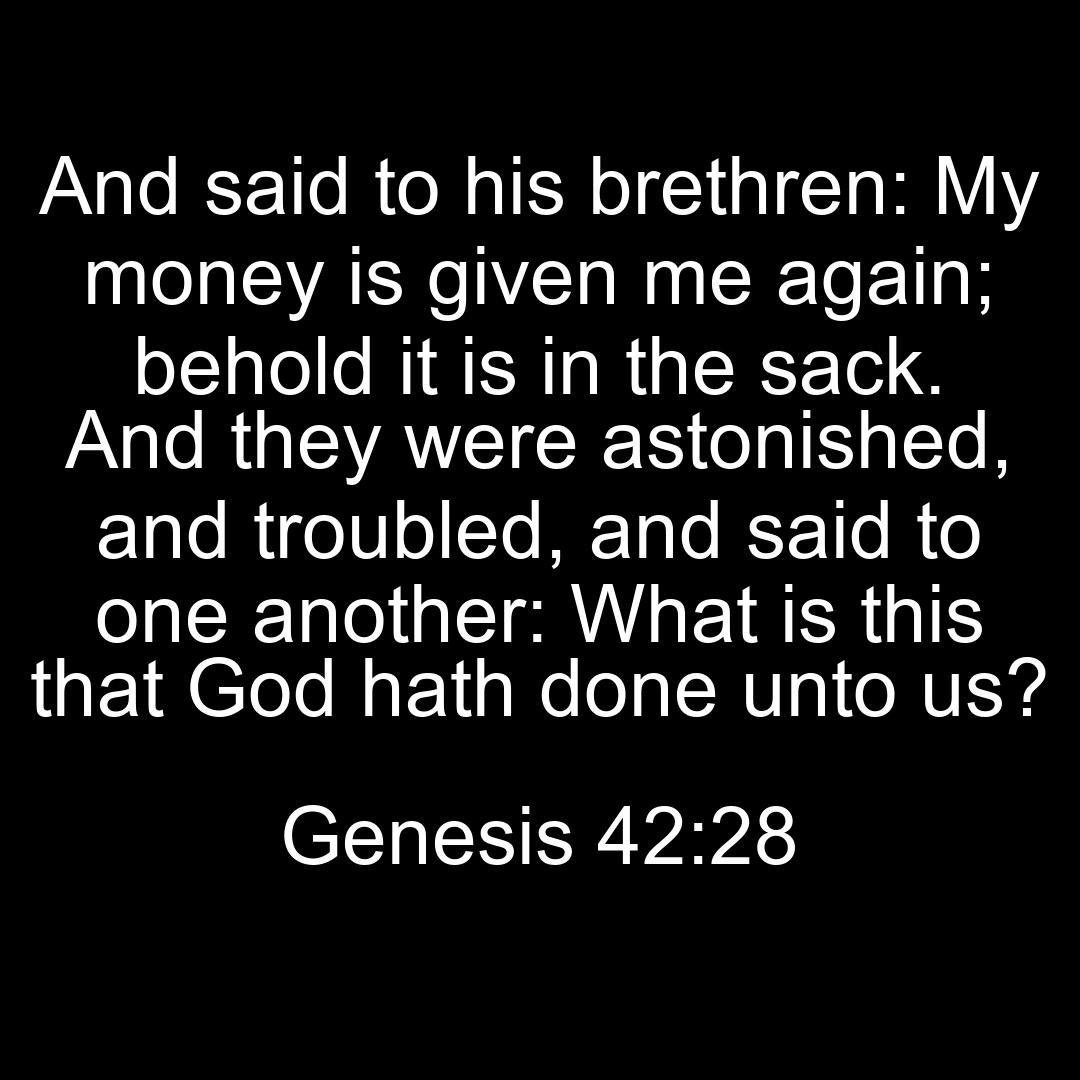 And said to his brethren: My
money is given me again;
behold it is in the sack.
And they were astonished,
and troubled, and said to
one another: What is this
that God hath done unto us?
Genesis 42:28